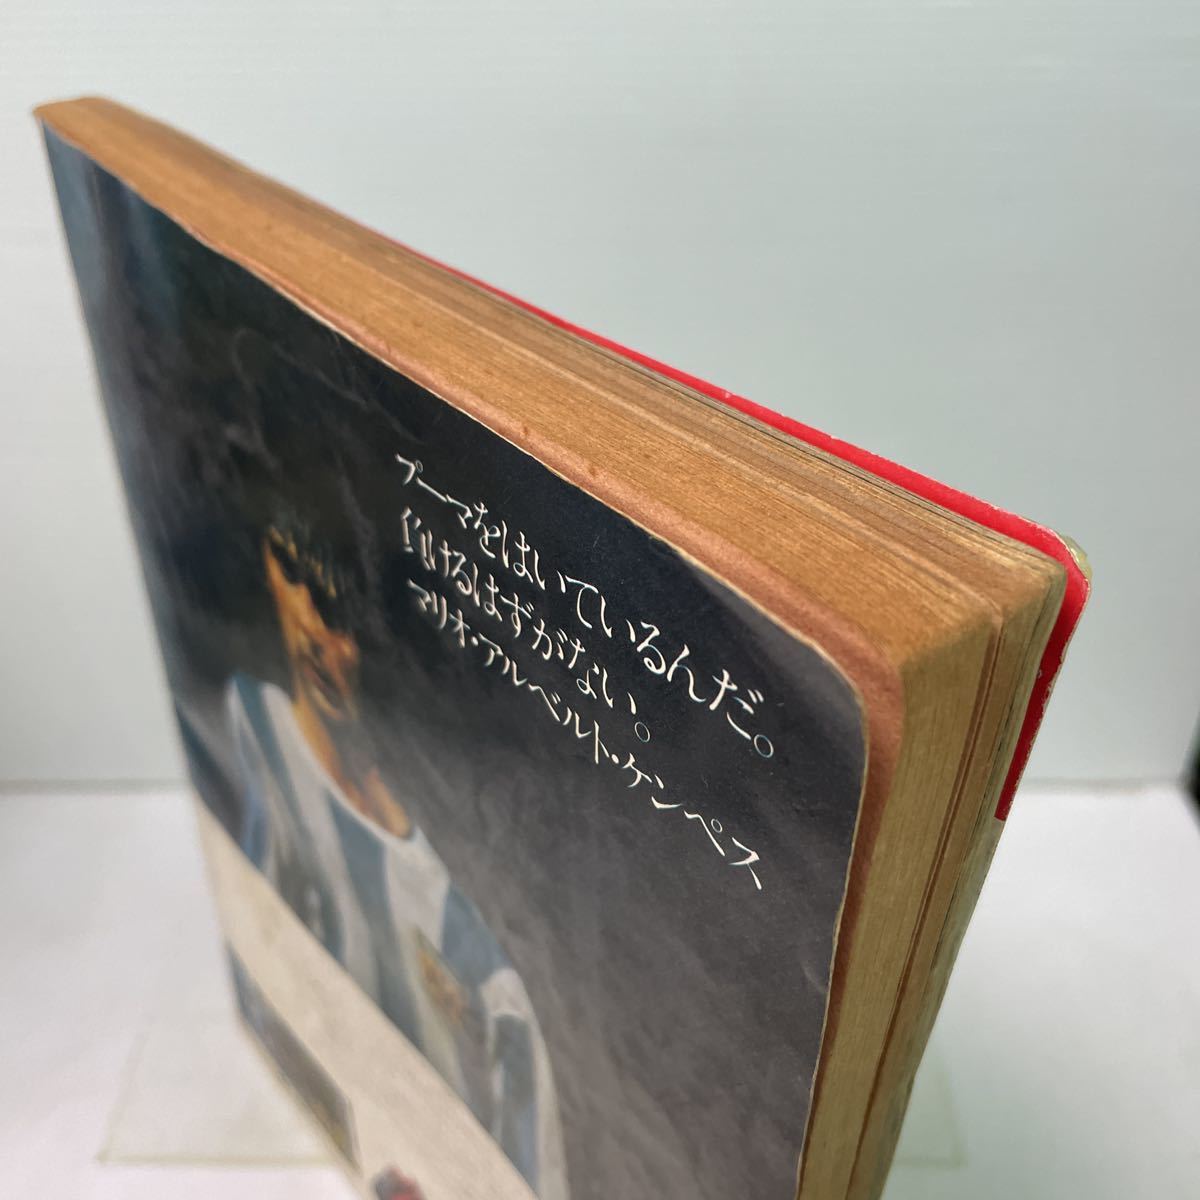 プーマをはいているんだ。
負けるはずがない。
マリオ・アルベルト・ケンペス